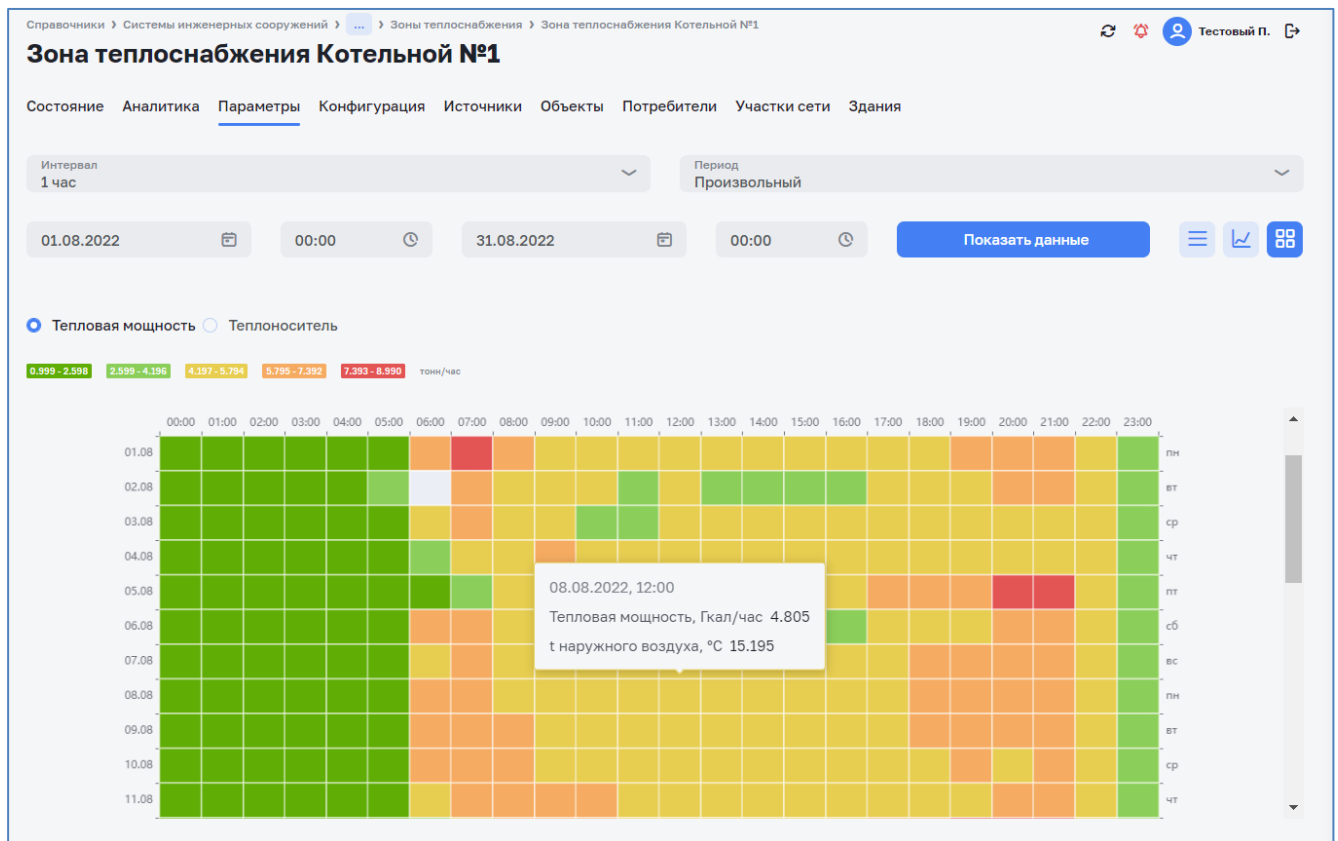 Справочники › Системы инженерных сооружений › ... › Зоны теплоснабжения › Зона теплоснабжения Котельной №1
Тестовый П.
Зона теплоснабжения Котельной №1
Состояние Аналитика Параметры Конфигурация Источники Объекты Потребители Участки сети Здания
Интервал
1 час
Период
Произвольный
01.08.2022 00:00 31.08.2022 00:00 Показать данные
Тепловая мощность Теплоноситель
0.999 - 2.598 2.599 - 4.196 4.197 - 5.794 5.795 - 7.392 7.393 - 8.990 тонн/час
00:00 01:00 02:00 03:00 04:00 05:00 06:00 07:00 08:00 09:00 10:00 11:00 12:00 13:00 14:00 15:00 16:00 17:00 18:00 19:00 20:00 21:00 22:00 23:00
01.08 пн
02.08 вт
03.08 ср
04.08 чт
05.08 пт
06.08 сб
07.08 вс
08.08 пн
09.08 вт
10.08 ср
11.08 чт
08.08.2022, 12:00
Тепловая мощность, Гкал/час 4.805
t наружного воздуха, °C 15.195